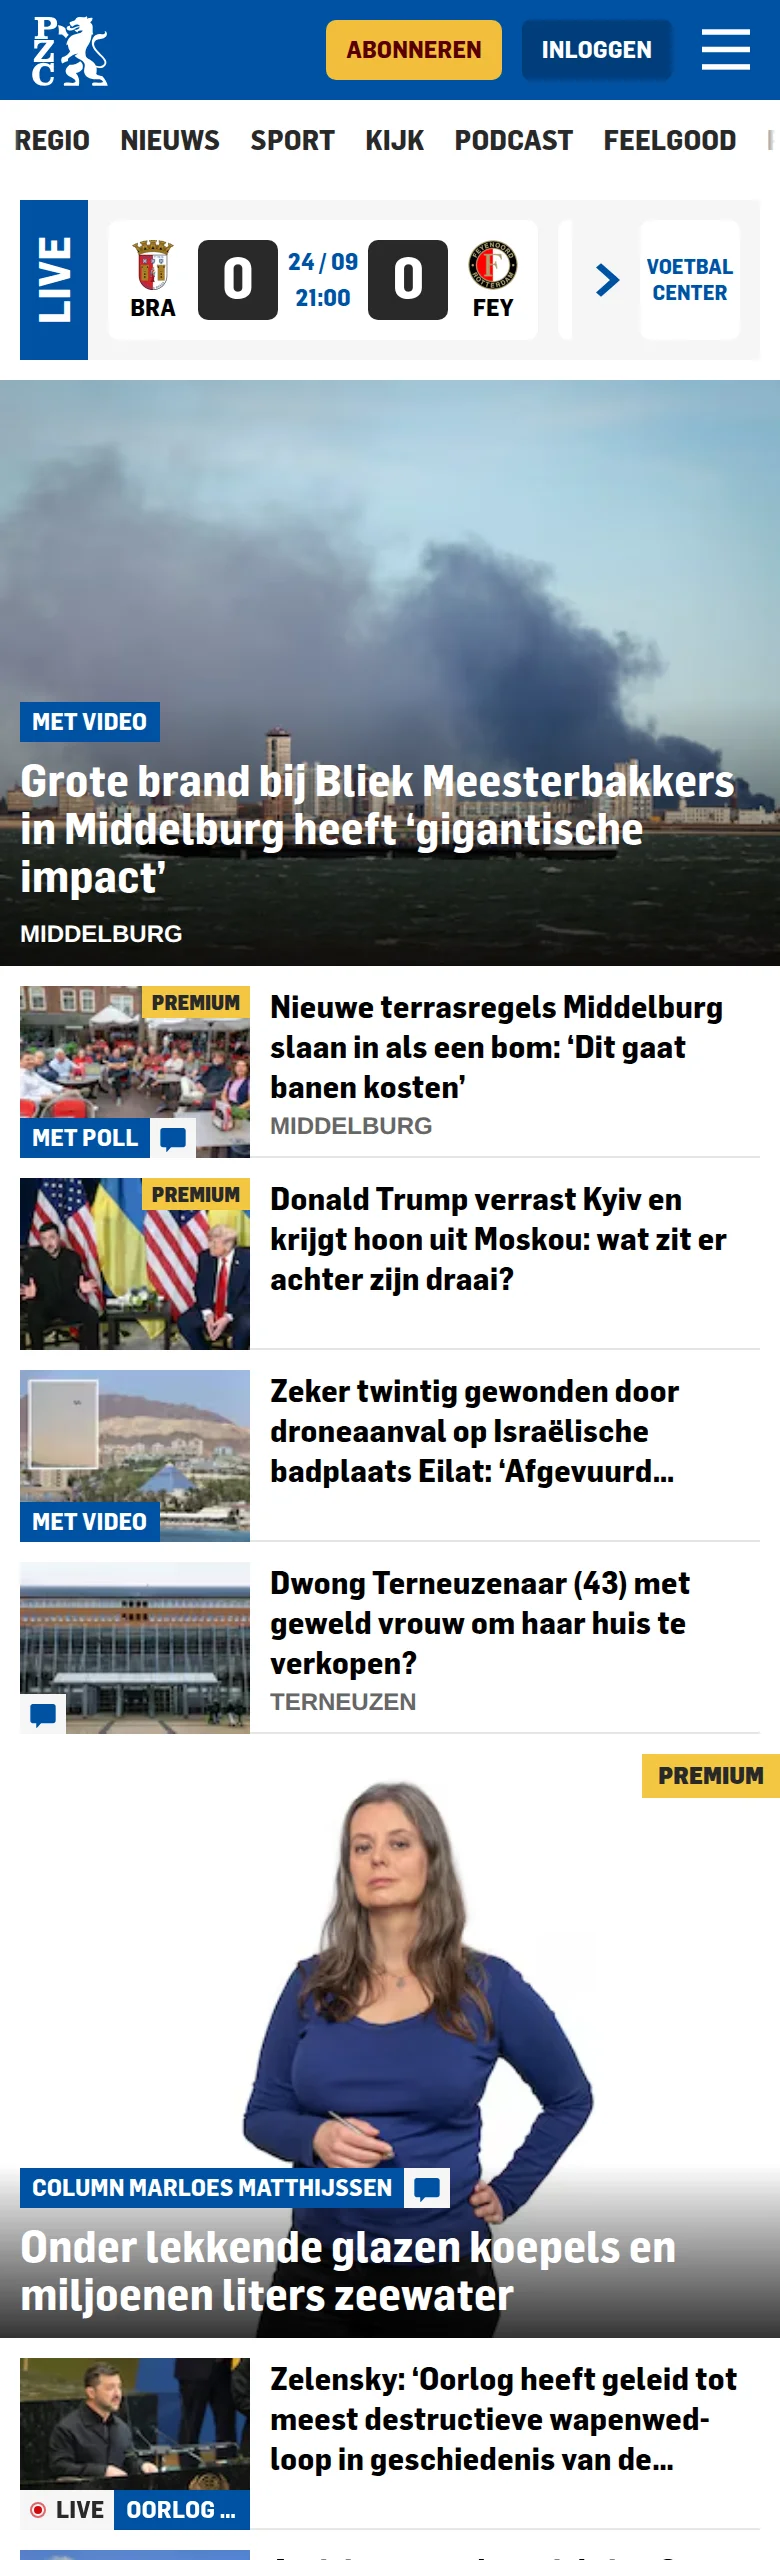 PZC
ABONNEREN
INLOGGEN
REGIO NIEUWS SPORT KIJK PODCAST FEELGOOD
LIVE
BRA
0
24 / 09
21:00
0
FEYENOORD
ROTTERDAM
F
FEY
VOETBAL
CENTER
MET VIDEO
Grote brand bij Bliek Meesterbakkers
in Middelburg heeft ‘gigantische
impact’
MIDDELBURG
PREMIUM
MET POLL
Nieuwe terrasregels Middelburg
slaan in als een bom: ‘Dit gaat
banen kosten’
MIDDELBURG
PREMIUM
Donald Trump verrast Kyiv en
krijgt hoon uit Moskou: wat zit er
achter zijn draai?
MET VIDEO
Zeker twintig gewonden door
droneaanval op Israëlische
badplaats Eilat: ‘Afgevuurd...
Dwong Terneuzenaar (43) met
geweld vrouw om haar huis te
verkopen?
TERNEUZEN
PREMIUM
COLUMN MARLOES MATTHIJSSEN
Onder lekkende glazen koepels en
miljoenen liters zeewater
LIVE
OORLOG ...
Zelensky: ‘Oorlog heeft geleid tot
meest destructieve wapenwed-
loop in geschiedenis van de...